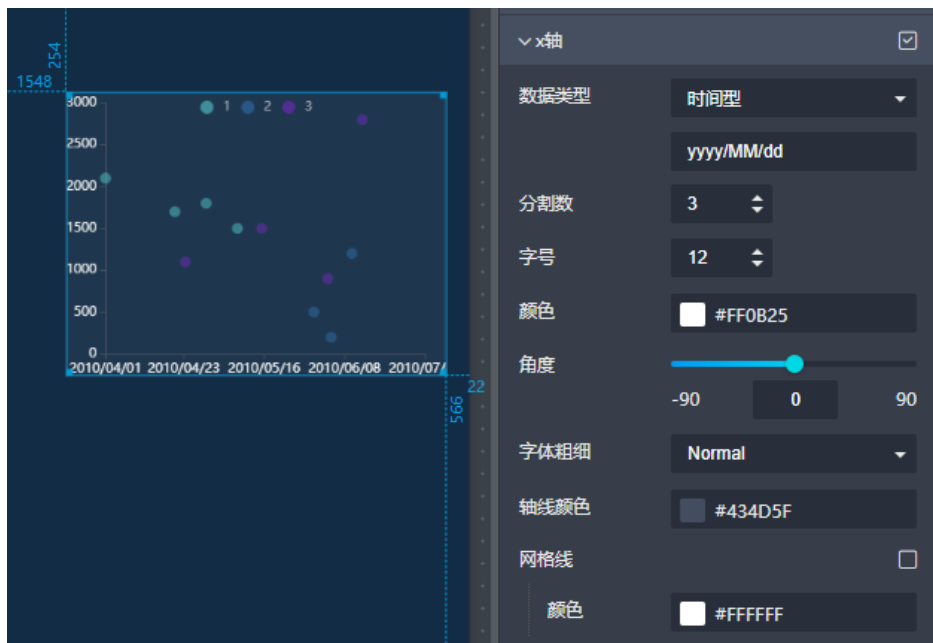 254
1548
3000
1 2 3
2500
2000
1500
1000
500
0
2010/04/01 2010/04/23 2010/05/16 2010/06/08 2010/07/
22
566
x轴
数据类型 时间型
yyyy/MM/dd
分割数 3
字号 12
颜色 #FF0B25
角度
-90 0 90
字体粗细 Normal
轴线颜色 #434D5F
网格线
颜色 #FFFFFF